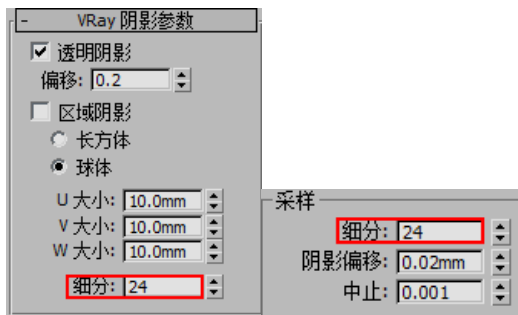 - VRay 阴影参数
透明阴影
偏移: 0.2
区域阴影
长方体
球体
U 大小: 10.0mm
V 大小: 10.0mm
W 大小: 10.0mm
细分: 24
采样
细分: 24
阴影偏移: 0.02mm
中止: 0.001